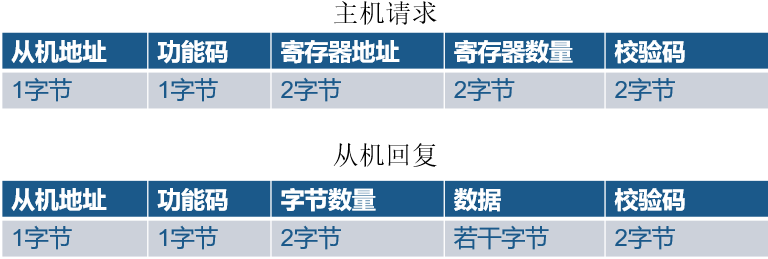 主机请求
从机地址 功能码 寄存器地址 寄存器数量 校验码
1字节 1字节 2字节 2字节 2字节
从机回复
从机地址 功能码 字节数量 数据 校验码
1字节 1字节 2字节 若干字节 2字节